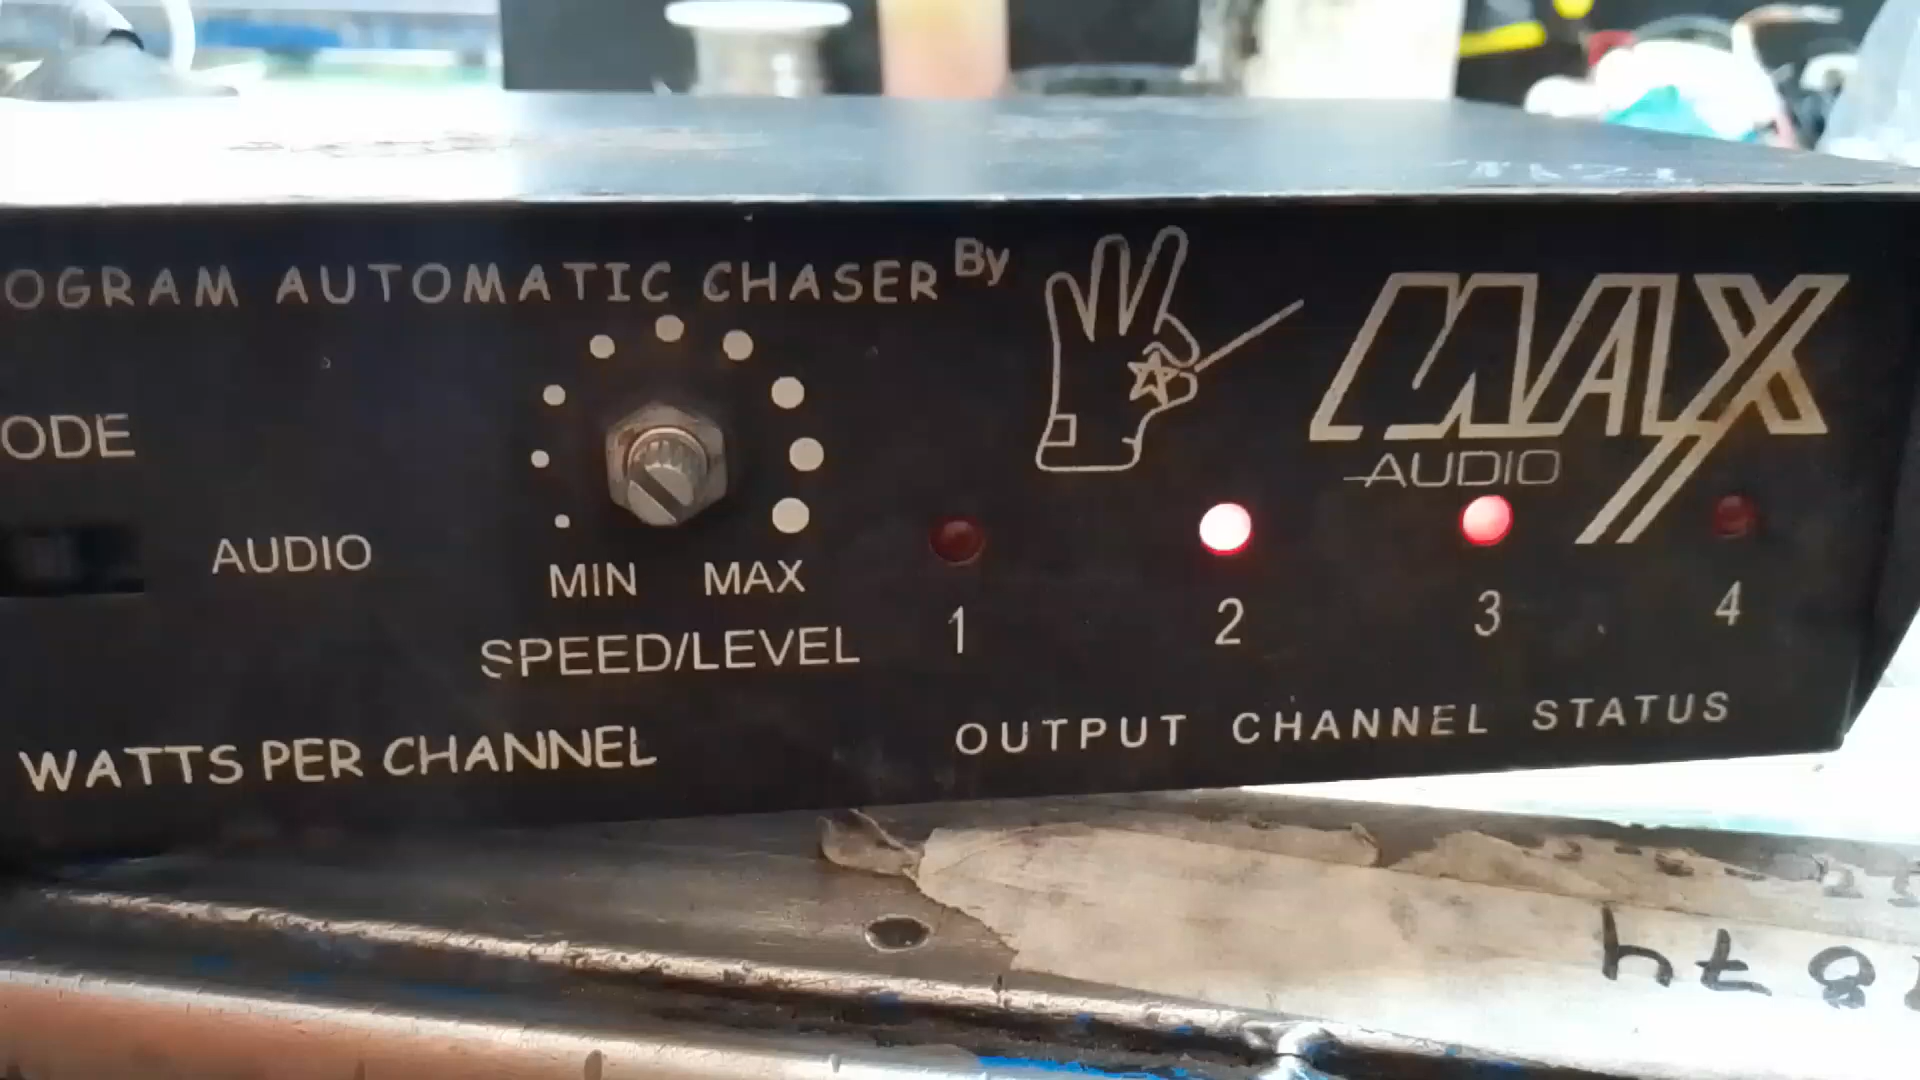 OGRAM AUTOMATIC CHASER By
MAX
AUDIO
ODE
AUDIO
MIN MAX
SPEED/LEVEL
1 2 3 4
WATTS PER CHANNEL
OUTPUT CHANNEL STATUS